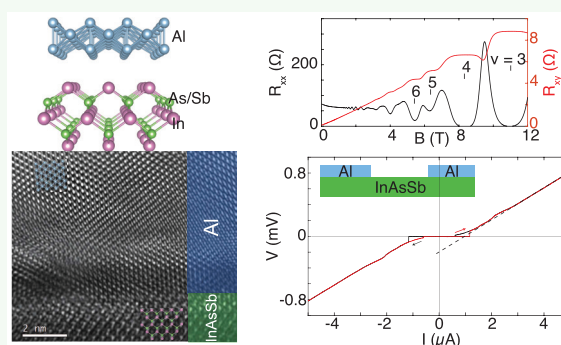 Al
As/Sb
In
Al
InAsSb
2 nm
R_xx (Ω)
200
0
0
4
8
12
B (T)
6
5
4
ν = 3
8
4
0
R_xy (Ω)
Al
Al
InAsSb
V (mV)
0.8
0
-0.8
-4
-2
0
2
4
I (μA)